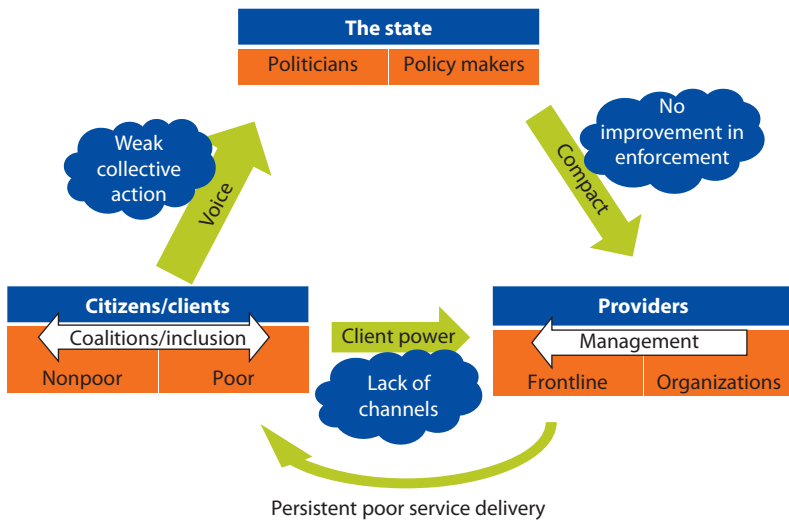 The state
Politicians
Policy makers
Weak
collective
action
Voice
No
improvement in
enforcement
Compact
Citizens/clients
Coalitions/inclusion
Nonpoor
Poor
Client power
Lack of
channels
Providers
Management
Frontline
Organizations
Persistent poor service delivery